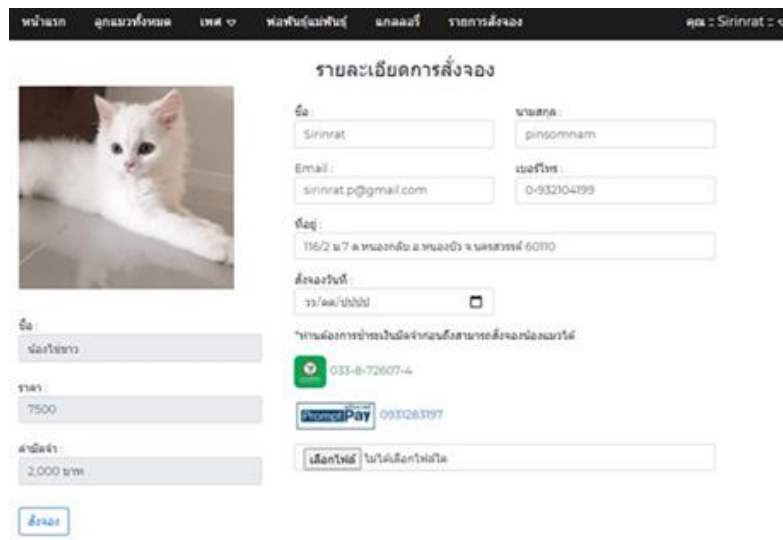 หน้าแรก ลูกแมวทั้งหมด เพศ พ่อพันธุ์แม่พันธุ์ แกลลอรี่ รายการสั่งจอง คุณ :: Sirinrat ::
รายละเอียดการสั่งจอง
ชื่อ : นามสกุล :
Sirinrat pinsomnam
Email : เบอร์โทร :
sirinrat.p@gmail.com 0-932104199
ที่อยู่ :
116/2 ม.7 ต.หนองกลับ อ.หนองบัว จ.นครสวรรค์ 60110
สั่งจองวันที่ :
วว/ดด/ปปปป
*ท่านต้องการชำระเงินมัดจำก่อนถึงสามารถสั่งจองน้องแมวได้
033-8-72607-4
PromptPay 0931283197
เลือกไฟล์ ไม่ได้เลือกไฟล์ใด
ชื่อ :
น้องไข่ขาว
ราคา :
7500
ค่ามัดจำ :
2,000 บาท
สั่งจอง